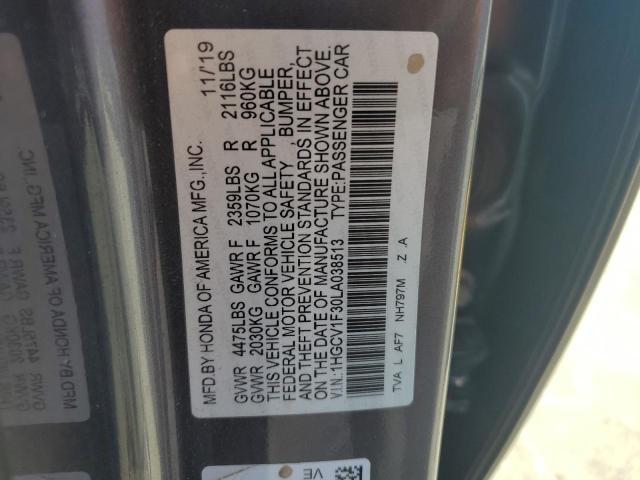 MFD BY HONDA OF AMERICA MFG., INC. 11/'19
GVWR 4475LBS GAWR F 2359LBS R 2116LBS
GVWR 2030KG GAWR F 1070KG R 960KG
THIS VEHICLE CONFORMS TO ALL APPLICABLE
FEDERAL MOTOR VEHICLE SAFETY , BUMPER,
AND THEFT PREVENTION STANDARDS IN EFFECT
ON THE DATE OF MANUFACTURE SHOWN ABOVE.
V.I.N.:1HGCV1F30LA038513 TYPE:PASSENGER CAR
TVA L AF7 NH797M Z .A